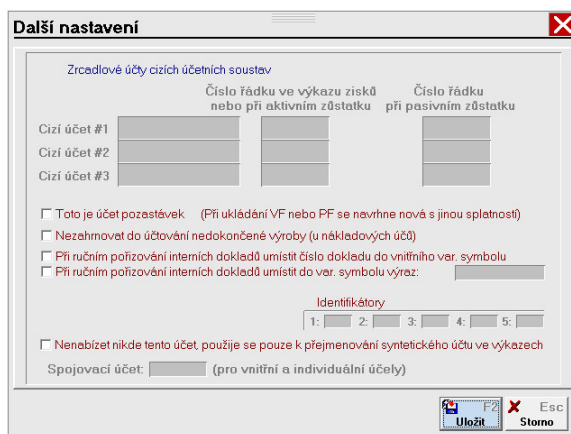 Další nastavení
Zrcadlové účty cizích účetních soustav
Číslo řádku ve výkazu zisků
nebo při aktivním zůstatku
Číslo řádku
při pasivním zůstatku
Cizí účet #1
Cizí účet #2
Cizí účet #3
Toto je účet pozastávek (Při ukládání VF nebo PF se navrhne nová s jinou splatností)
Nezahrnovat do účtování nedokončené výroby (u nákladových účů)
Při ručním pořizování interních dokladů umístit číslo dokladu do vnitřního var. symbolu
Při ručním pořizování interních dokladů umístit do var. symbolu výraz:
Identifikátory
1: 2: 3: 4: 5:
Nenabízet nikde tento účet, použije se pouze k přejmenování syntetického účtu ve výkazech
Spojovací účet: (pro vnitřní a individuální účely)
F2 Uložit
Esc Storno